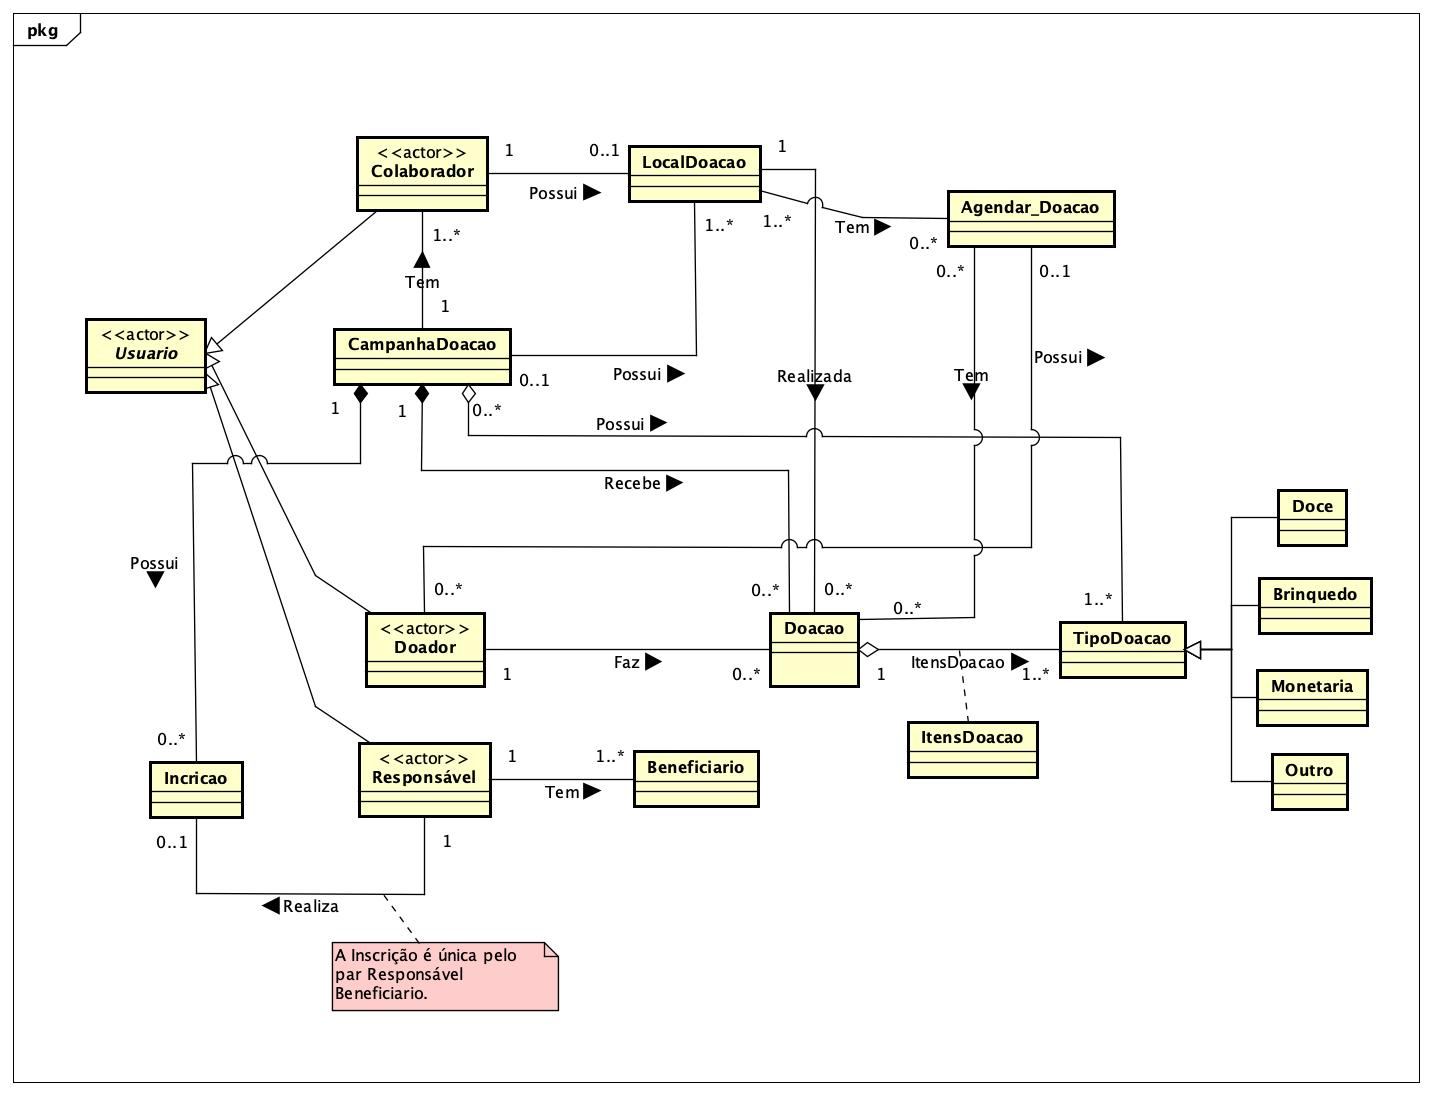 pkg
<<actor>>
Colaborador
1
0..1
Possui
LocalDoacao
1
1..*
1..*
Tem
0..*
Agendar_Doacao
0..*
0..1
1..*
Tem
1
<<actor>>
Usuario
CampanhaDoacao
0..1
Possui
Realizada
Tem
Possui
1
1
0..*
Possui
Recebe
Possui
Doce
Brinquedo
Monetaria
Outro
0..*
<<actor>>
Doador
1
Faz
0..*
0..*
0..*
0..*
Doacao
1
ItensDoacao
1..*
1..*
TipoDoacao
ItensDoacao
0..*
Incricao
0..1
<<actor>>
Responsável
1
1..*
Tem
Beneficiario
1
Realiza
A Inscrição é única pelo
par Responsável
Beneficiario.